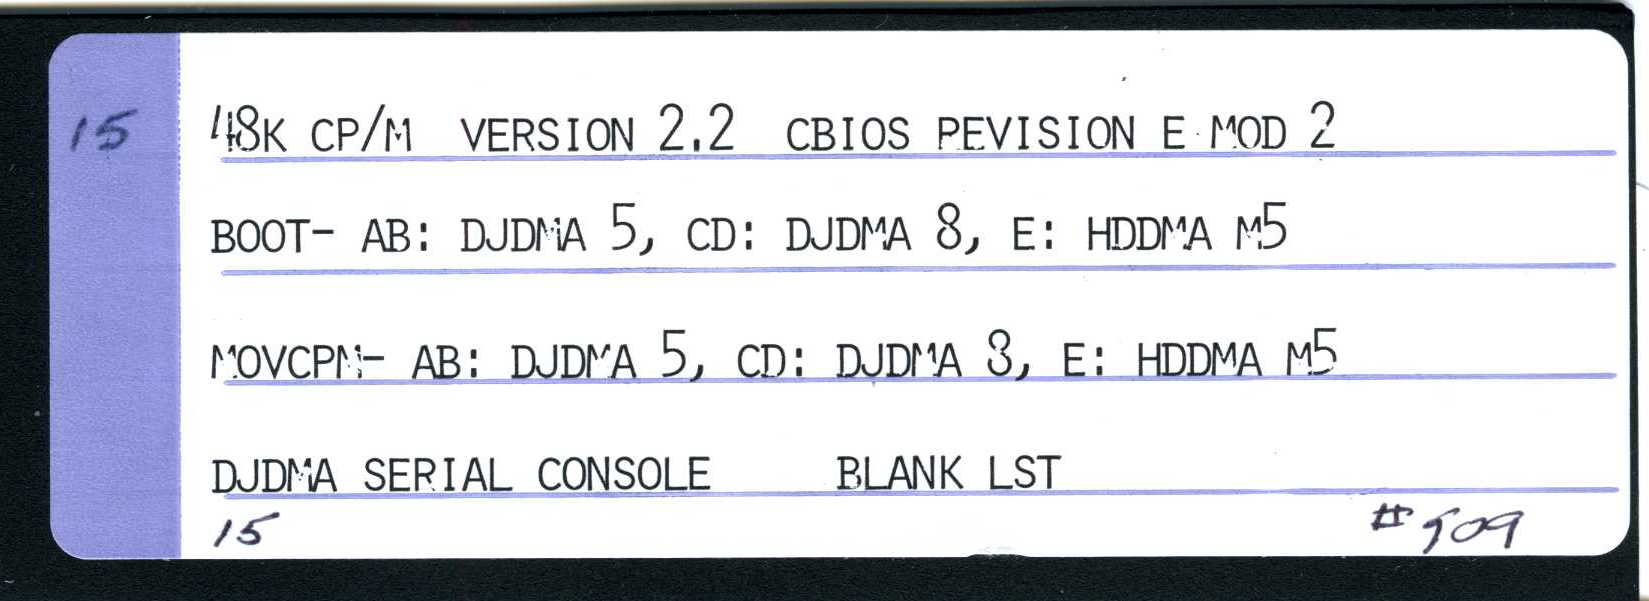 15
48K CP/M VERSION 2.2 CBIOS PEVISION E MOD 2
BOOT- AB: DJDMA 5, CD: DJDMA 8, E: HDDMA M5
MOVCPM- AB: DJDMA 5, CD: DJDMA 8, E: HDDMA M5
DJDMA SERIAL CONSOLE BLANK LST
15